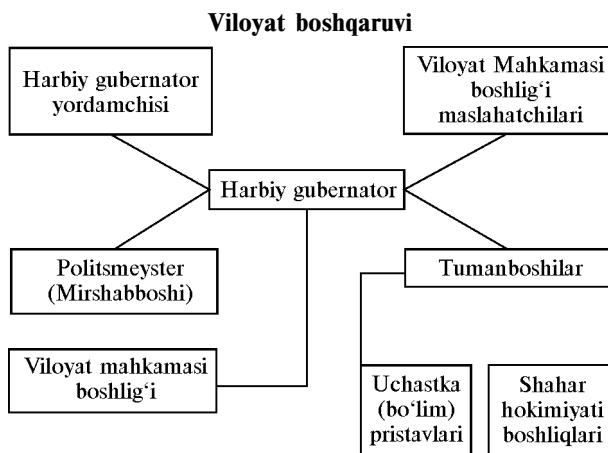 Viloyat boshqaruvi
Harbiy gubernator
yordamchisi
Viloyat Mahkamasi
boshlig‘i
maslahatchilari
Harbiy gubernator
Politsmeyster
(Mirshabboshi)
Tumanboshilar
Viloyat mahkamasi
boshlig‘i
Uchastka
(bo‘lim)
pristavlari
Shahar
hokimiyati
boshliqlari